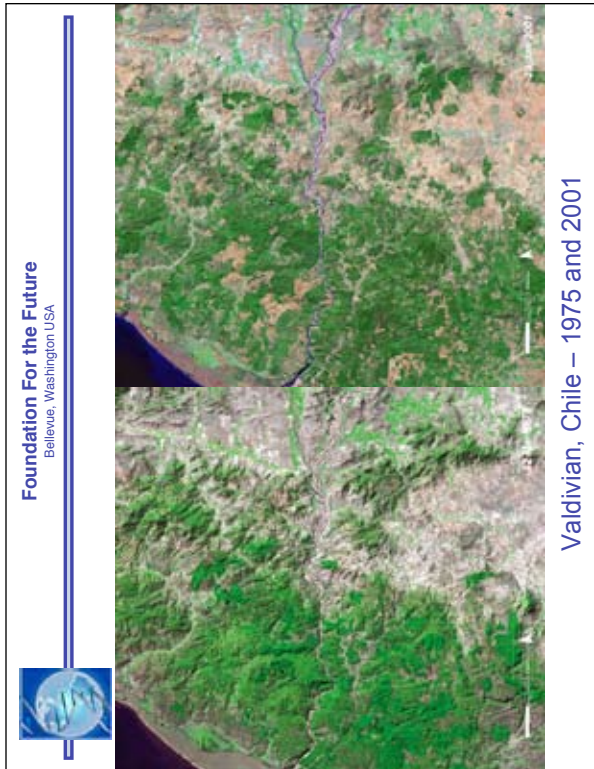 Foundation For the Future
Bellevue, Washington USA
Valdivian, Chile – 1975 and 2001